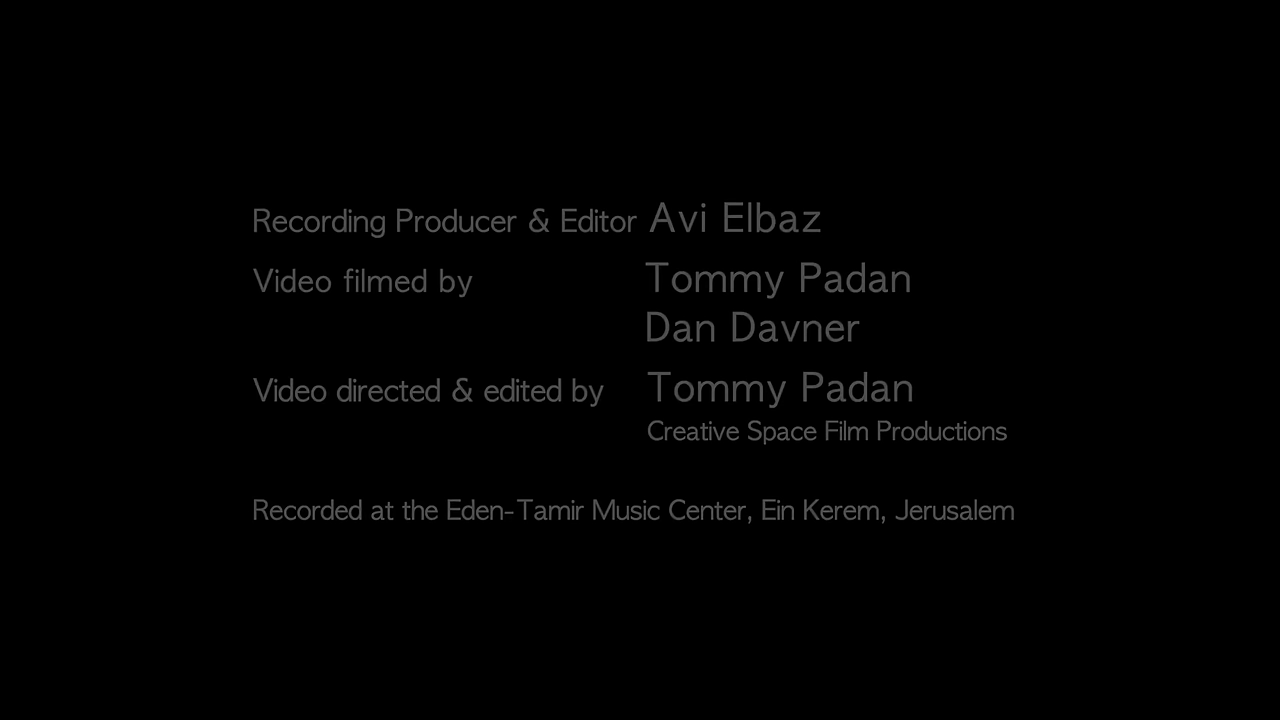 Recording Producer & Editor Avi Elbaz
Video filmed by Tommy Padan
Dan Davner
Video directed & edited by Tommy Padan
Creative Space Film Productions
Recorded at the Eden-Tamir Music Center, Ein Kerem, Jerusalem